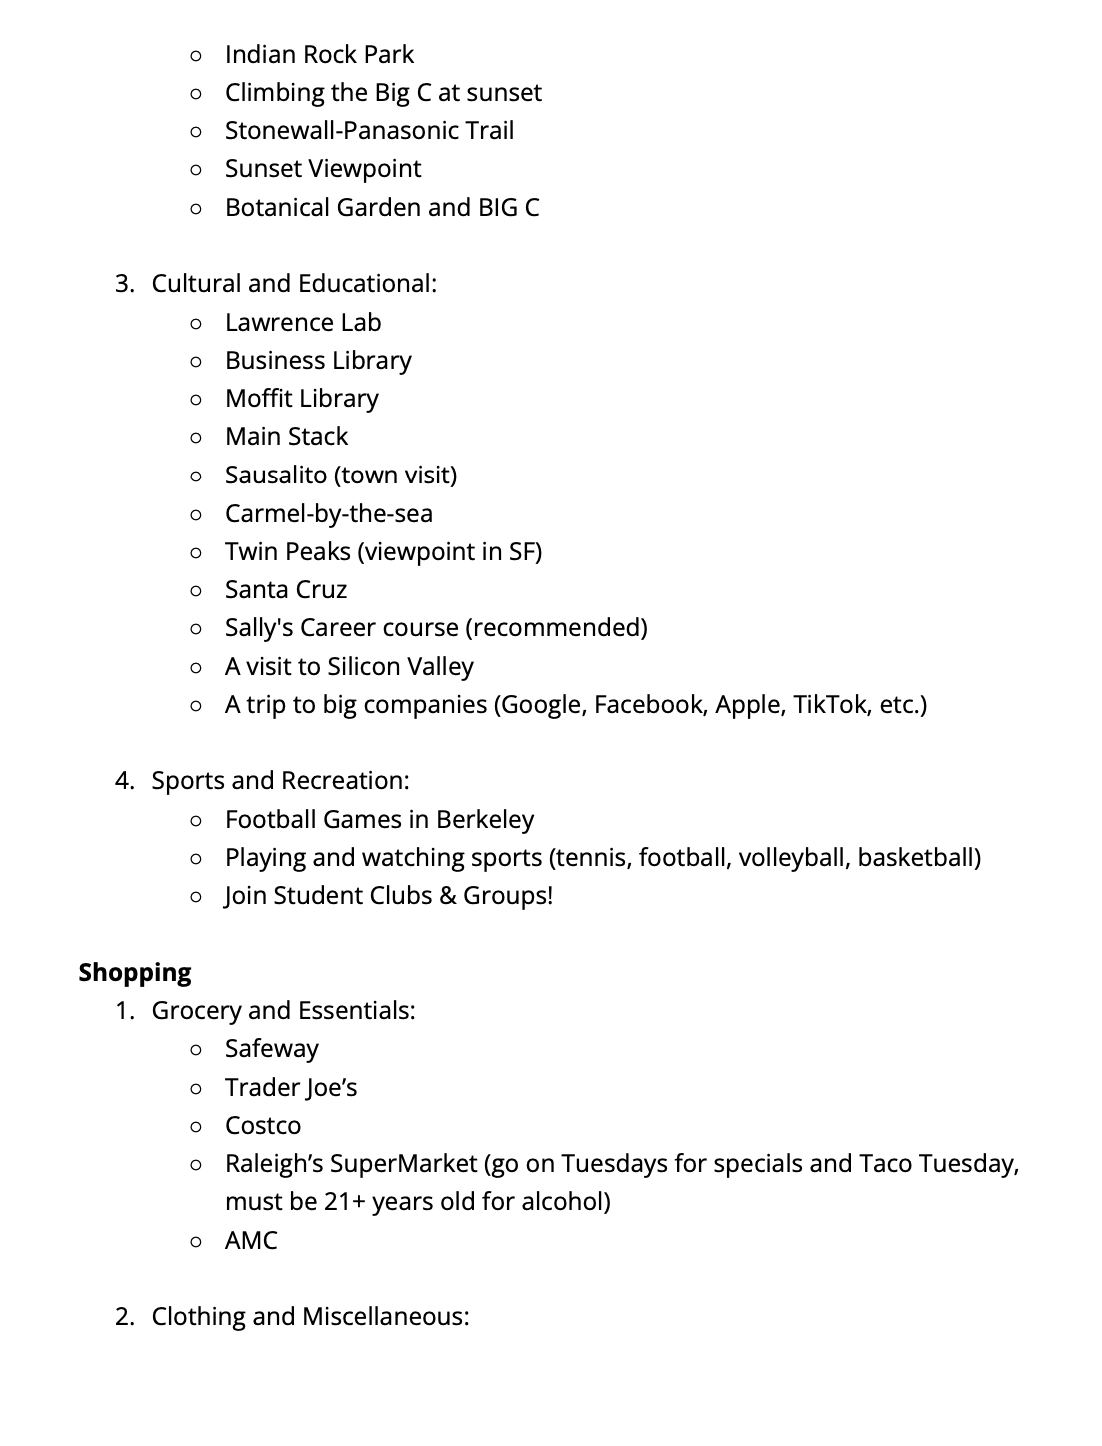 ○ Indian Rock Park
○ Climbing the Big C at sunset
○ Stonewall-Panasonic Trail
○ Sunset Viewpoint
○ Botanical Garden and BIG C
3. Cultural and Educational:
○ Lawrence Lab
○ Business Library
○ Moffit Library
○ Main Stack
○ Sausalito (town visit)
○ Carmel-by-the-sea
○ Twin Peaks (viewpoint in SF)
○ Santa Cruz
○ Sally's Career course (recommended)
○ A visit to Silicon Valley
○ A trip to big companies (Google, Facebook, Apple, TikTok, etc.)
4. Sports and Recreation:
○ Football Games in Berkeley
○ Playing and watching sports (tennis, football, volleyball, basketball)
○ Join Student Clubs & Groups!
Shopping
1. Grocery and Essentials:
○ Safeway
○ Trader Joe’s
○ Costco
○ Raleigh’s SuperMarket (go on Tuesdays for specials and Taco Tuesday,
must be 21+ years old for alcohol)
○ AMC
2. Clothing and Miscellaneous: